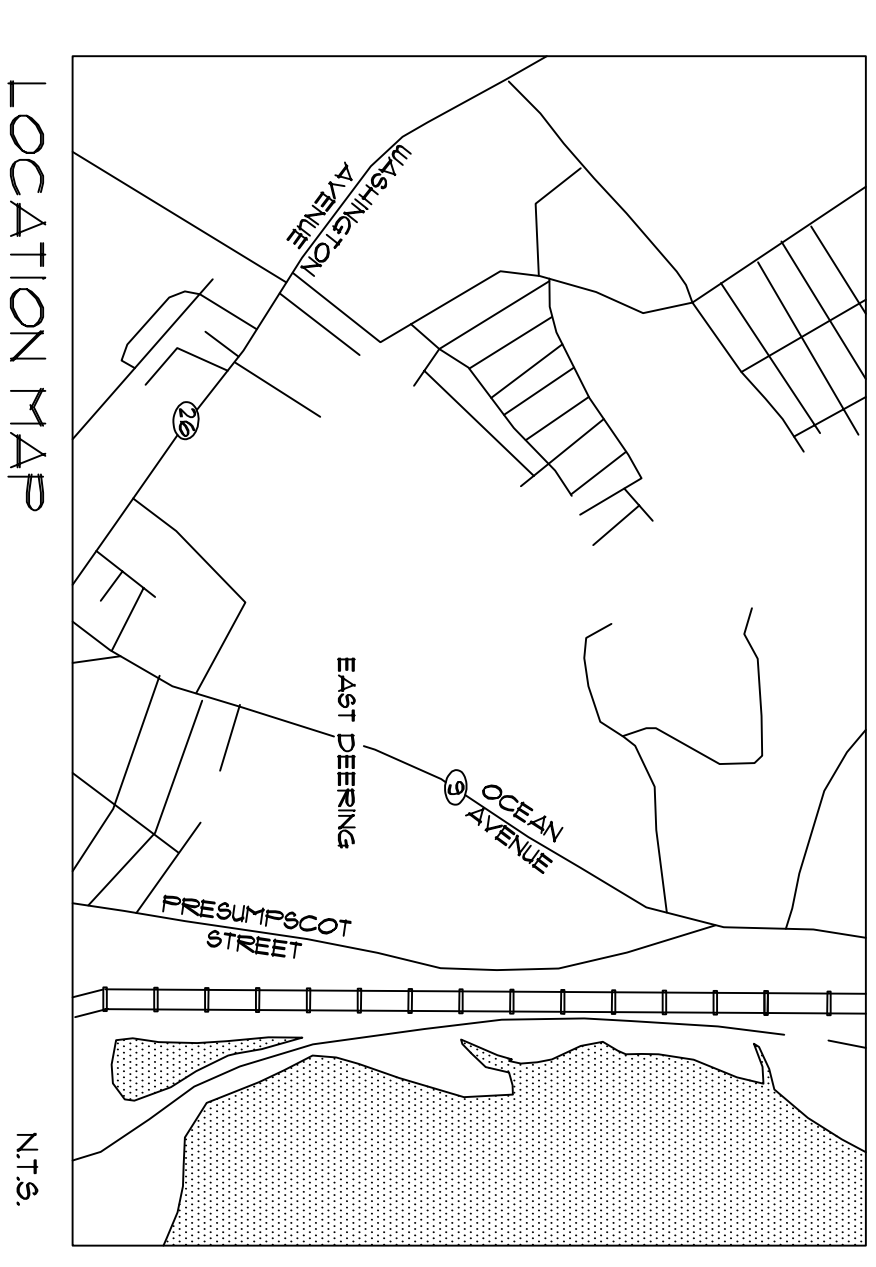 WASHINGTON
AVENUE
26
EAST DEERING
9
OCEAN
AVENUE
PRESUMPSCOT
STREET
LOCATION MAP
N.T.S.